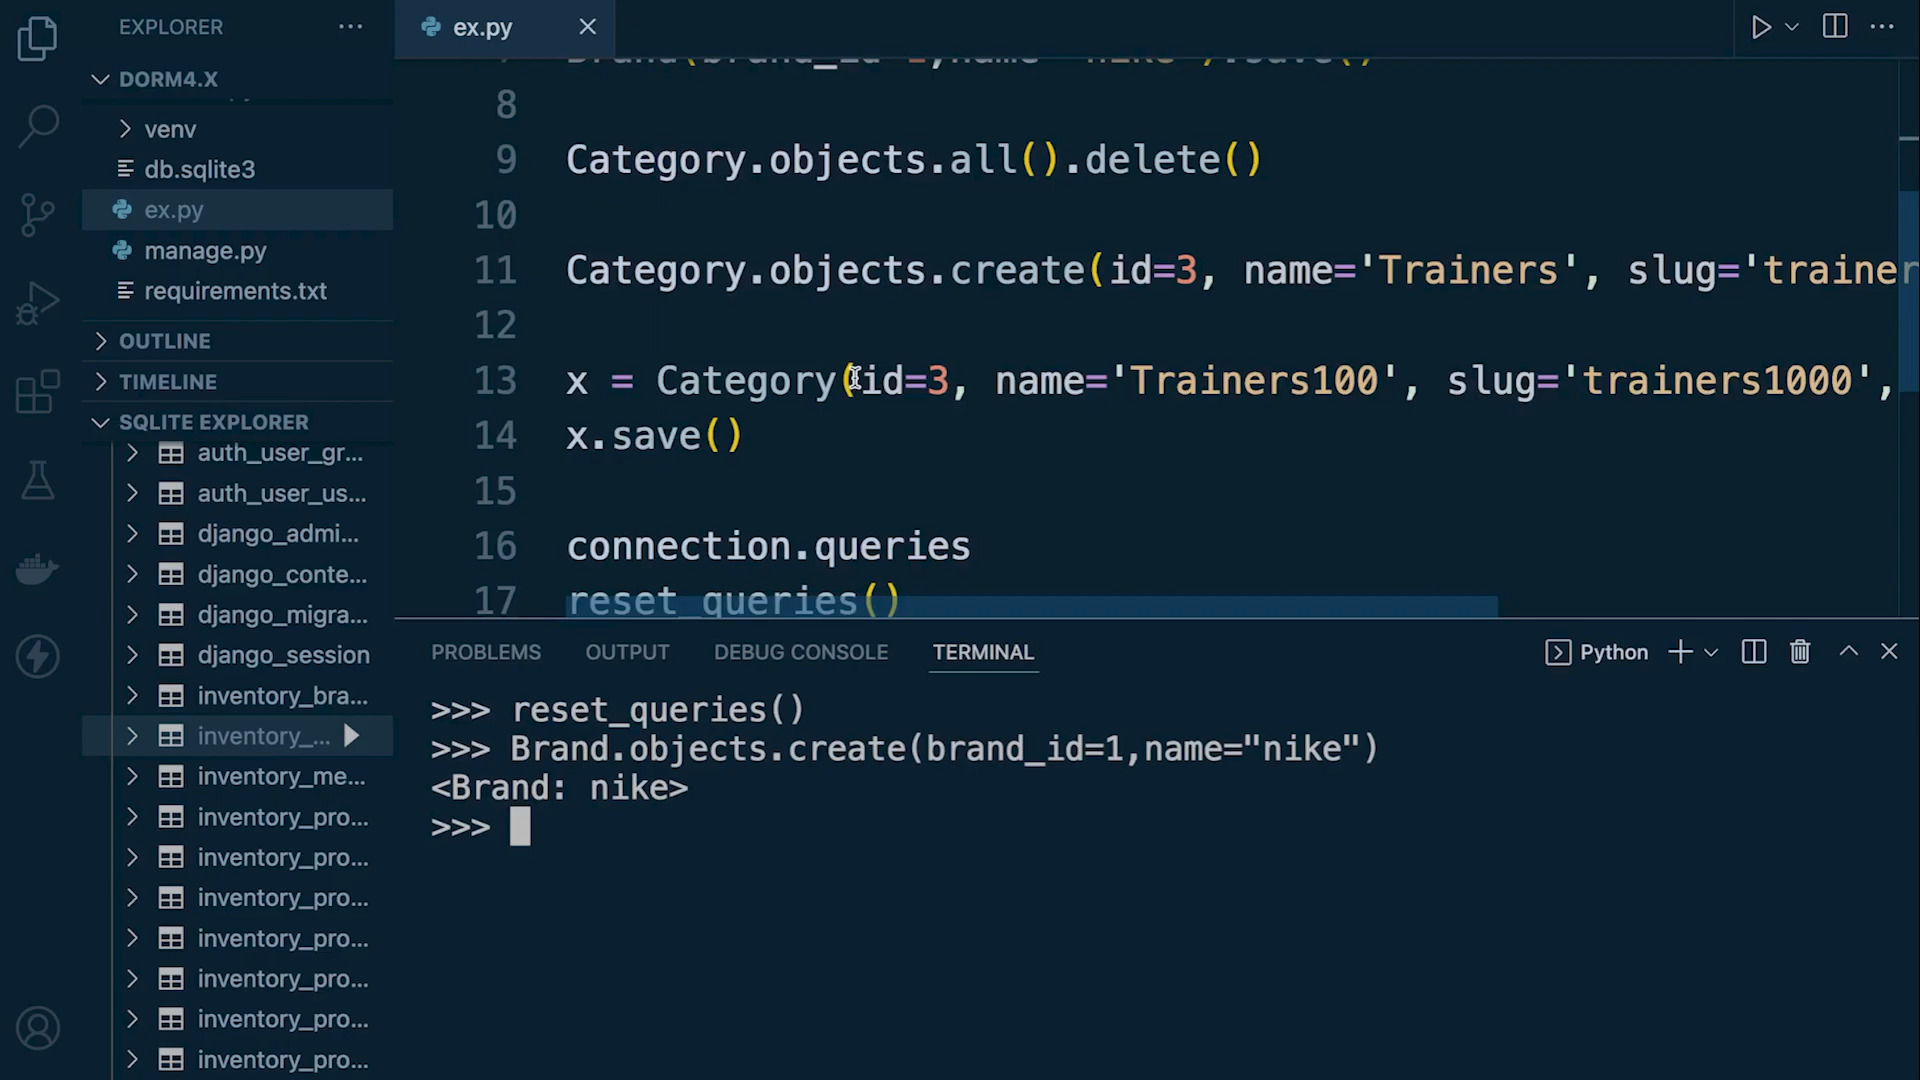 EXPLORER
DORM4.X
venv
db.sqlite3
ex.py
manage.py
requirements.txt
OUTLINE
TIMELINE
SQLITE EXPLORER
auth_user_gr...
auth_user_us...
django_admi...
django_conte...
django_migra...
django_session
inventory_bra...
inventory_...
inventory_me...
inventory_pro...
inventory_pro...
inventory_pro...
inventory_pro...
inventory_pro...
inventory_pro...
inventory_pro...
ex.py
8
9 Category.objects.all().delete()
10
11 Category.objects.create(id=3, name='Trainers', slug='trainer
12
13 x = Category(id=3, name='Trainers100', slug='trainers1000',
14 x.save()
15
16 connection.queries
17 reset_queries()
PROBLEMS OUTPUT DEBUG CONSOLE TERMINAL Python
>>> reset_queries()
>>> Brand.objects.create(brand_id=1,name="nike")
<Brand: nike>
>>>